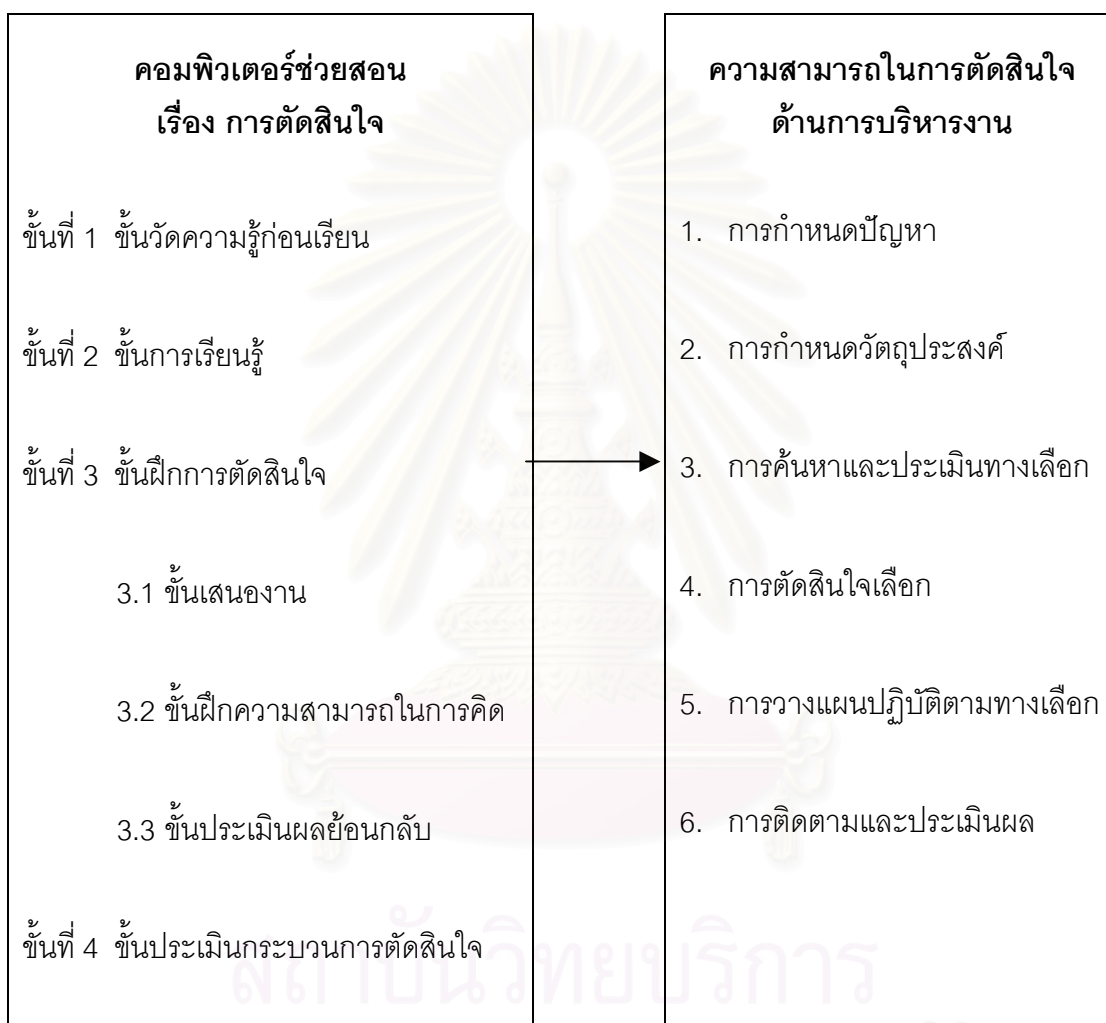 คอมพิวเตอร์ช่วยสอน
เรื่อง การตัดสินใจ
ขั้นที่ 1 ขั้นวัดความรู้ก่อนเรียน
ขั้นที่ 2 ขั้นการเรียนรู้
ขั้นที่ 3 ขั้นฝึกการตัดสินใจ
3.1 ขั้นเสนองาน
3.2 ขั้นฝึกความสามารถในการคิด
3.3 ขั้นประเมินผลย้อนกลับ
ขั้นที่ 4 ขั้นประเมินกระบวนการตัดสินใจ
ความสามารถในการตัดสินใจ
ด้านการบริหารงาน
1. การกำหนดปัญหา
2. การกำหนดวัตถุประสงค์
3. การค้นหาและประเมินทางเลือก
4. การตัดสินใจเลือก
5. การวางแผนปฏิบัติตามทางเลือก
6. การติดตามและประเมินผล
สถาบันวิทยบริการ